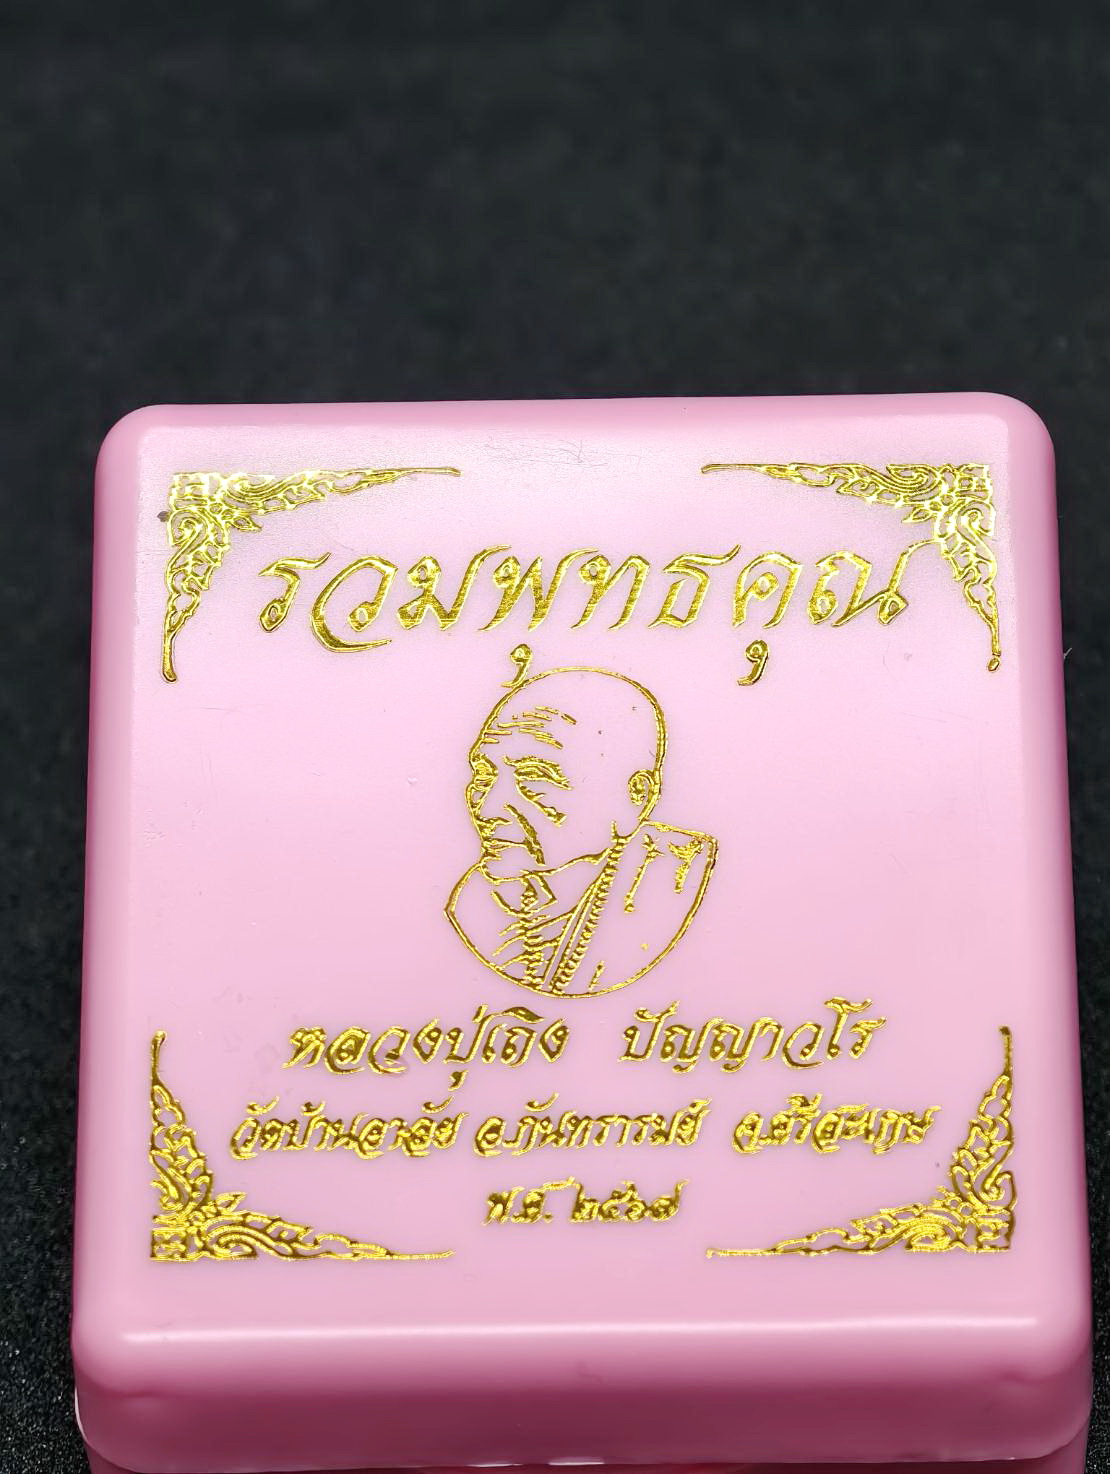 รวมพุทธคุณ
หลวงปู่เถิง ปัญญาวโร
วัดบ้านอาลัย อ.กันทรารมย์ จ.ศรีสะเกษ
พ.ศ. ๒๕๖๗